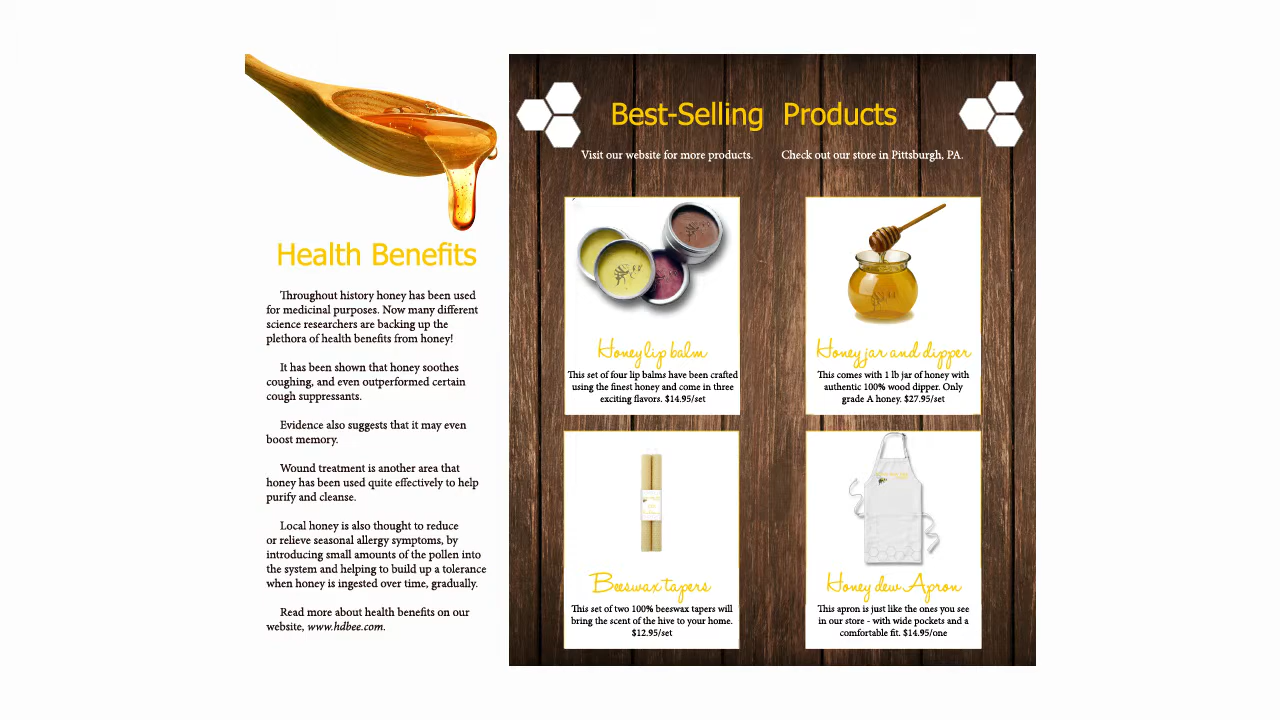 Health Benefits
Throughout history honey has been used
for medicinal purposes. Now many different
science researchers are backing up the
plethora of health benefits from honey!
It has been shown that honey soothes
coughing, and even outperformed certain
cough suppressants.
Evidence also suggests that it may even
boost memory.
Wound treatment is another area that
honey has been used quite effectively to help
purify and cleanse.
Local honey is also thought to reduce
or relieve seasonal allergy symptoms, by
introducing small amounts of the pollen into
the system and helping to build up a tolerance
when honey is ingested over time, gradually.
Read more about health benefits on our
website, www.hdbee.com.
Best-Selling Products
Visit our website for more products.
Check out our store in Pittsburgh, PA.
Honey lip balm
This set of four lip balms have been crafted
using the finest honey and come in three
exciting flavors. $14.95/set
Honey jar and dipper
This comes with 1 lb jar of honey with
authentic 100% wood dipper. Only
grade A honey. $27.95/set
Beeswax tapers
This set of two 100% beeswax tapers will
bring the scent of the hive to your home.
$12.95/set
Honey dew Apron
This apron is just like the ones you see
in our store - with wide pockets and a
comfortable fit. $14.95/one